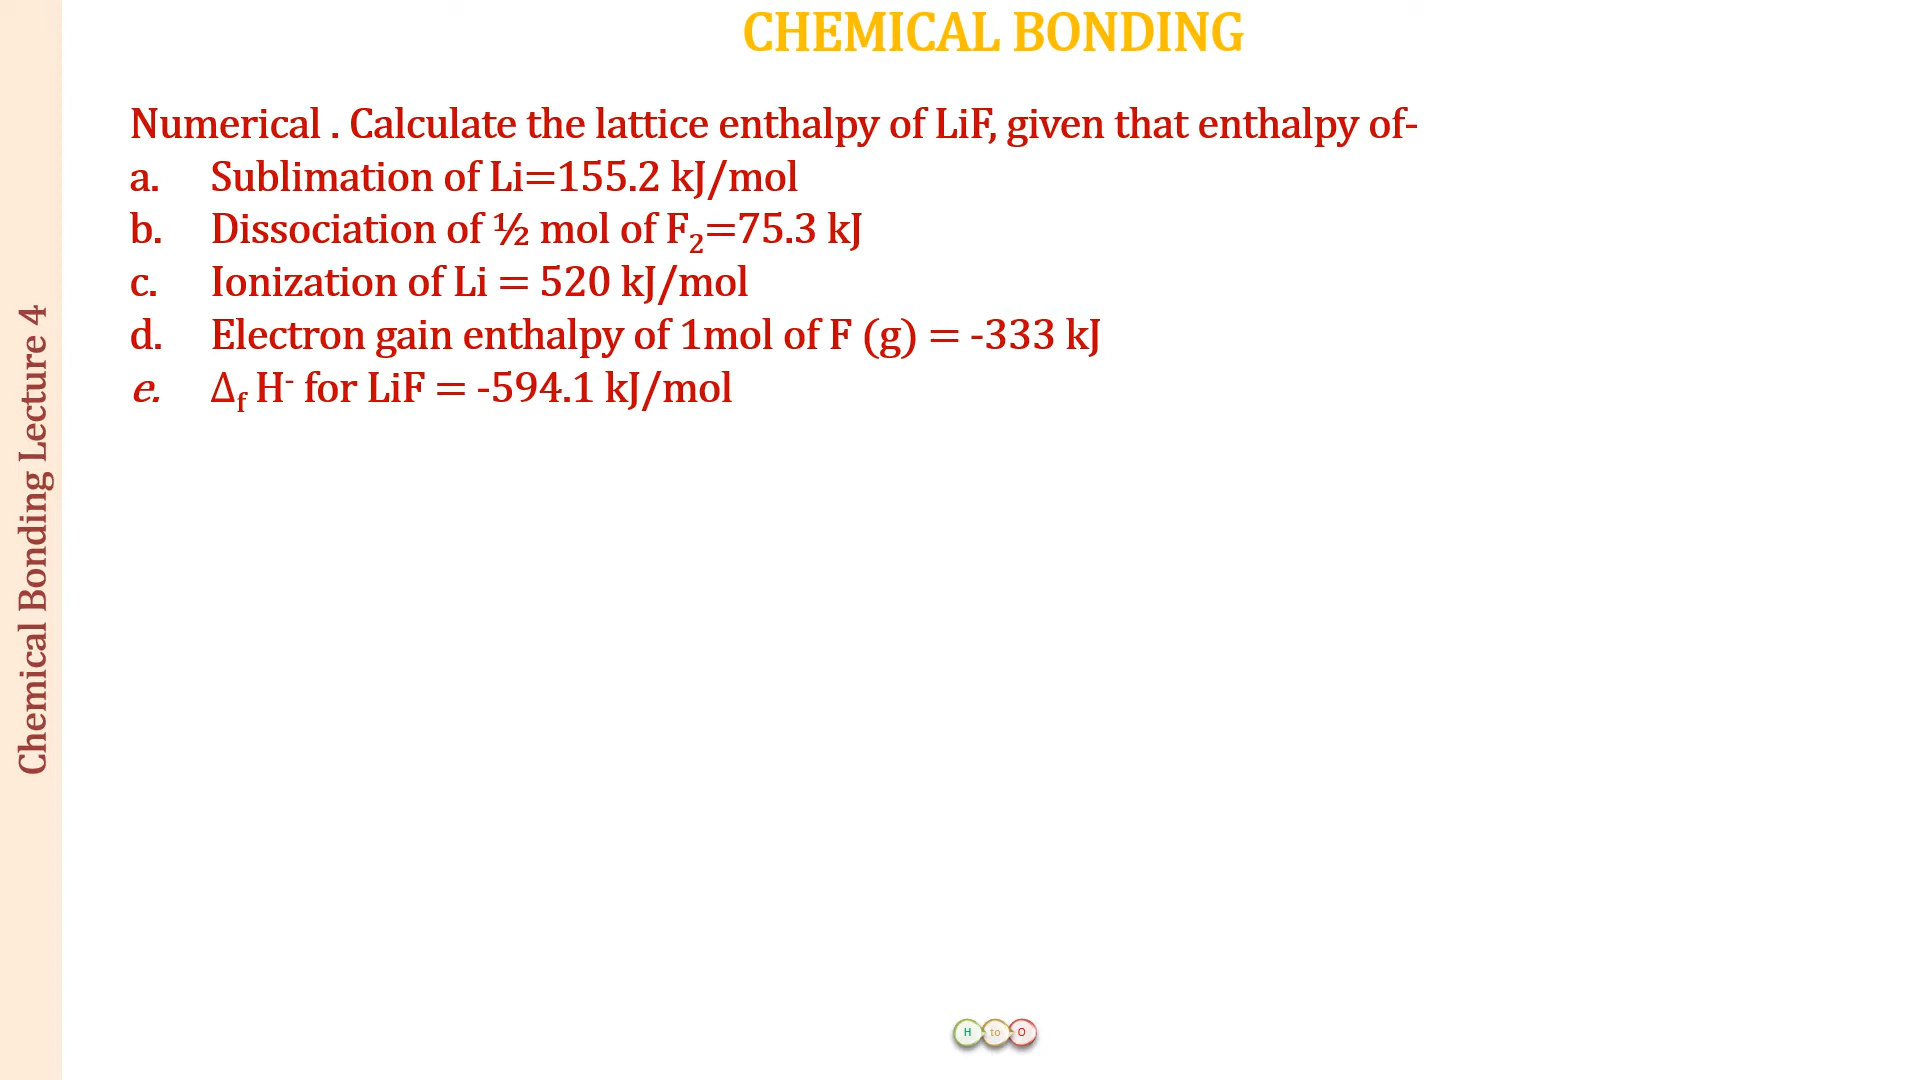 CHEMICAL BONDING
Numerical . Calculate the lattice enthalpy of LiF, given that enthalpy of-
a. Sublimation of Li=155.2 kJ/mol
b. Dissociation of ½ mol of F₂=75.3 kJ
c. Ionization of Li = 520 kJ/mol
d. Electron gain enthalpy of 1mol of F (g) = -333 kJ
e. Δf H⁻ for LiF = -594.1 kJ/mol
Chemical Bonding Lecture 4
H to O